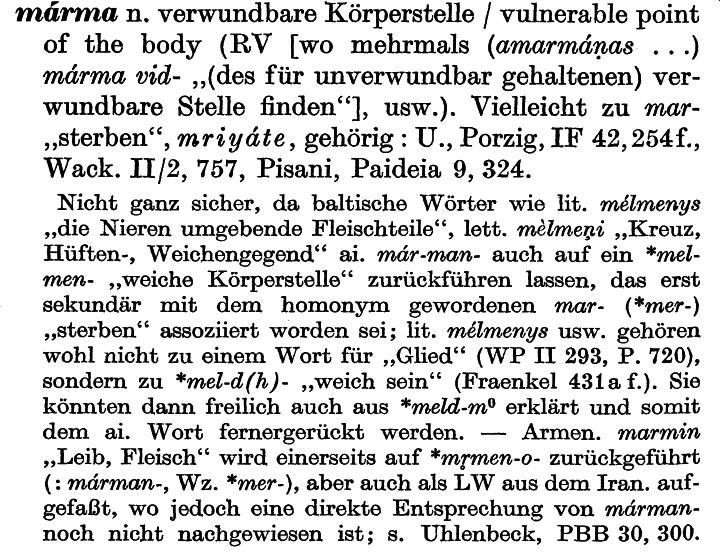 márma n. verwundbare Körperstelle / vulnerable point
of the body (RV [wo mehrmals (amarmáṇas ...)
márma vid- „(des für unverwundbar gehaltenen) ver-
wundbare Stelle finden“], usw.). Vielleicht zu mar-
„sterben“, mriyáte, gehörig : U., Porzig, IF 42, 254 f.,
Wack. II/2, 757, Pisani, Paideia 9, 324.
Nicht ganz sicher, da baltische Wörter wie lit. mélmenys
„die Nieren umgebende Fleischteile“, lett. mèlmeņi „Kreuz,
Hüften-, Weichengegend“ ai. már-man- auch auf ein *mel-
men- „weiche Körperstelle“ zurückführen lassen, das erst
sekundär mit dem homonym gewordenen mar- (*mer-)
„sterben“ assoziiert worden sei; lit. mélmenys usw. gehören
wohl nicht zu einem Wort für „Glied“ (WP II 293, P. 720),
sondern zu *mel-d(h)- „weich sein“ (Fraenkel 431 a f.). Sie
könnten dann freilich auch aus *meld-m⁰ erklärt und somit
dem ai. Wort fernergerückt werden. — Armen. marmin
„Leib, Fleisch“ wird einerseits auf *mr̥men-o- zurückgeführt
(: márman-, Wz. *mer-), aber auch als LW aus dem Iran. auf-
gefaßt, wo jedoch eine direkte Entsprechung von márman-
noch nicht nachgewiesen ist; s. Uhlenbeck, PBB 30, 300.